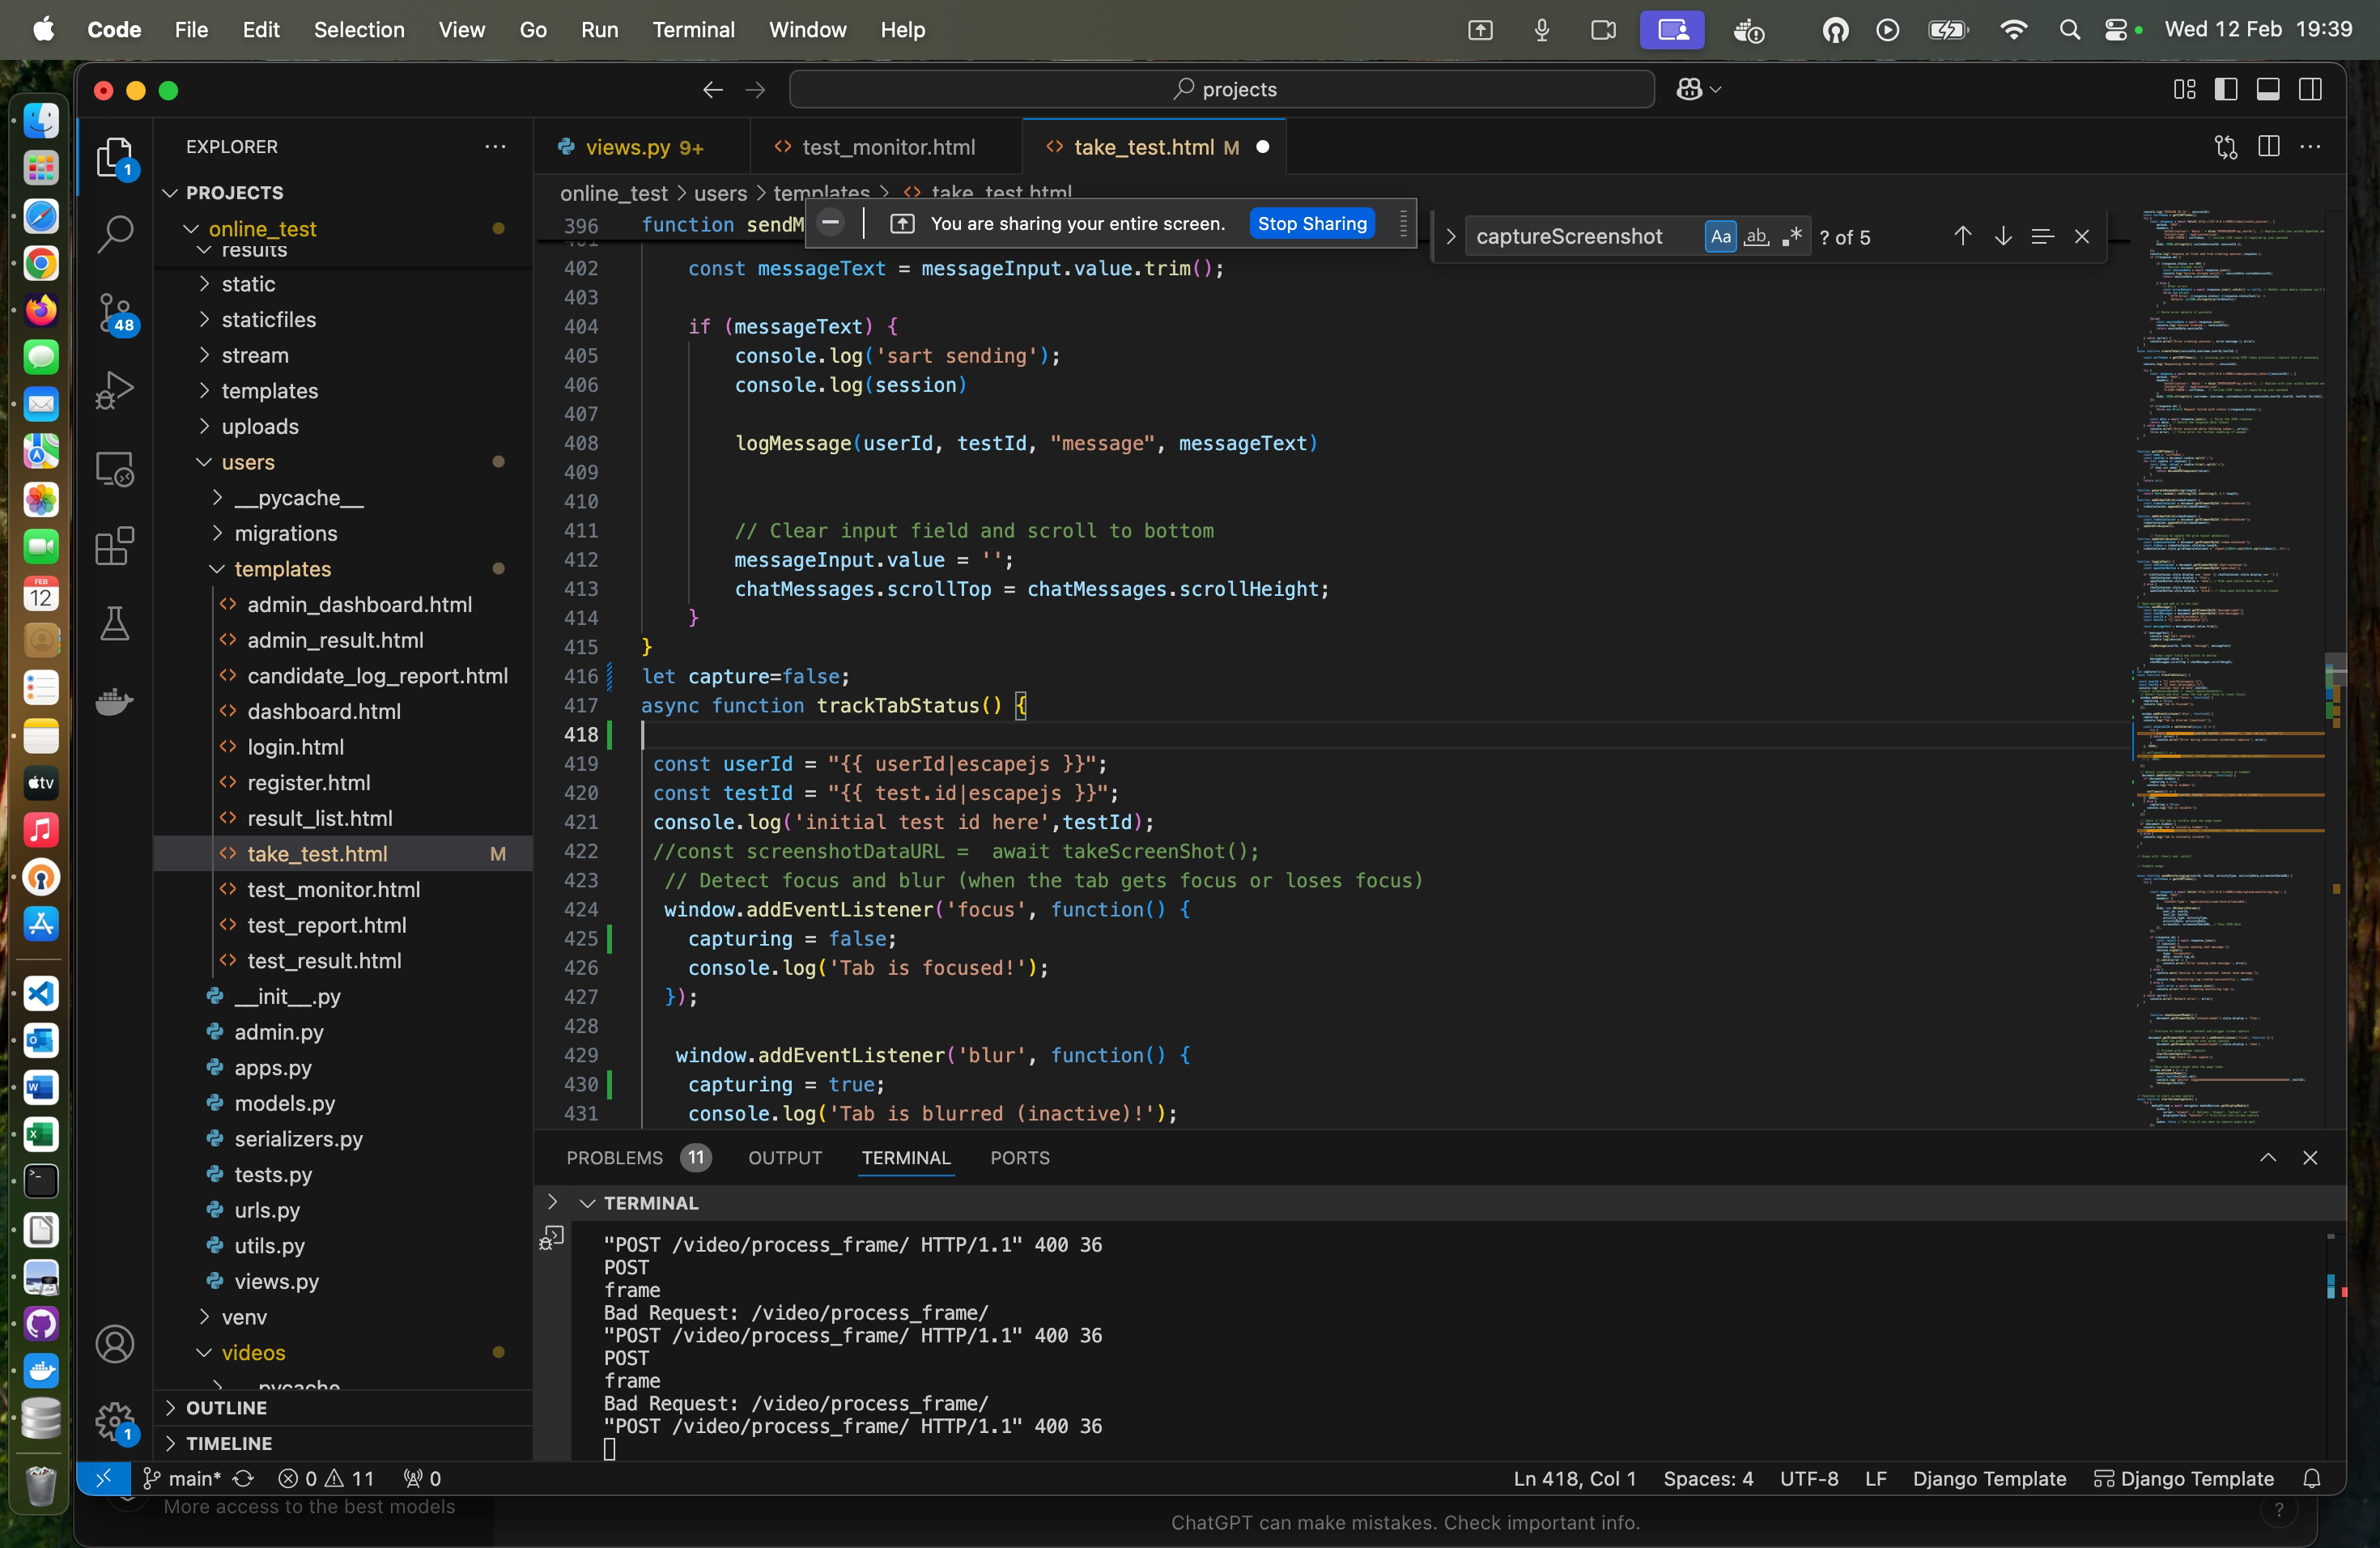 Code File Edit Selection View Go Run Terminal Window Help
Wed 12 Feb 19:39
projects
EXPLORER
PROJECTS
online_test
results
static
staticfiles
stream
templates
uploads
users
__pycache__
migrations
templates
admin_dashboard.html
admin_result.html
candidate_log_report.html
dashboard.html
login.html
register.html
result_list.html
take_test.html M
test_monitor.html
test_report.html
test_result.html
__init__.py
admin.py
apps.py
models.py
serializers.py
tests.py
urls.py
utils.py
views.py
venv
videos
__pycache__
OUTLINE
TIMELINE
1
48
1
FEB
12
tv
views.py 9+
test_monitor.html
take_test.html M
online_test > users > templates > take_test.html
You are sharing your entire screen. Stop Sharing
captureScreenshot Aa ab ? of 5
396 function sendM
401
402 const messageText = messageInput.value.trim();
403
404 if (messageText) {
405 console.log('sart sending');
406 console.log(session)
407
408 logMessage(userId, testId, "message", messageText)
409
410
411 // Clear input field and scroll to bottom
412 messageInput.value = '';
413 chatMessages.scrollTop = chatMessages.scrollHeight;
414 }
415 }
416 let capture=false;
417 async function trackTabStatus() {
418
419 const userId = "{{ userId|escapejs }}";
420 const testId = "{{ test.id|escapejs }}";
421 console.log('initial test id here',testId);
422 //const screenshotDataURL =  await takeScreenShot();
423 // Detect focus and blur (when the tab gets focus or loses focus)
424 window.addEventListener('focus', function() {
425 capturing = false;
426 console.log('Tab is focused!');
427 });
428
429 window.addEventListener('blur', function() {
430 capturing = true;
431 console.log('Tab is blurred (inactive)!');
PROBLEMS 11 OUTPUT TERMINAL PORTS
TERMINAL
"POST /video/process_frame/ HTTP/1.1" 400 36
POST
frame
Bad Request: /video/process_frame/
"POST /video/process_frame/ HTTP/1.1" 400 36
POST
frame
Bad Request: /video/process_frame/
"POST /video/process_frame/ HTTP/1.1" 400 36
main* 0 11 0
Ln 418, Col 1 Spaces: 4 UTF-8 LF Django Template Django Template
More access to the best models
ChatGPT can make mistakes. Check important info.
?